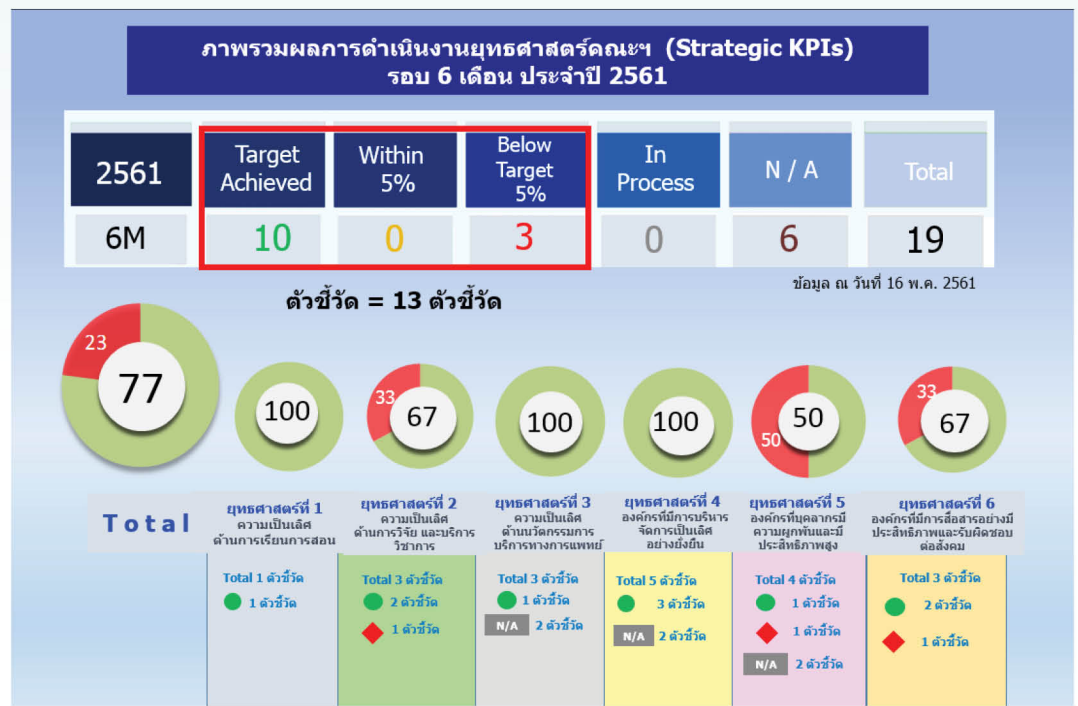 ภาพรวมผลการดำเนินงานยุทธศาสตร์คณะฯ (Strategic KPIs)
รอบ 6 เดือน ประจำปี 2561
2561
Target
Achieved
Within
5%
Below
Target
5%
In
Process
N / A
Total
6M
10
0
3
0
6
19
ข้อมูล ณ วันที่ 16 พ.ค. 2561
ตัวชี้วัด = 13 ตัวชี้วัด
23
77
100
33
67
100
100
50
50
33
67
Total
ยุทธศาสตร์ที่ 1
ความเป็นเลิศ
ด้านการเรียนการสอน
ยุทธศาสตร์ที่ 2
ความเป็นเลิศ
ด้านการวิจัย และบริการ
วิชาการ
ยุทธศาสตร์ที่ 3
ความเป็นเลิศ
ด้านนวัตกรรมการ
บริการทางการแพทย์
ยุทธศาสตร์ที่ 4
องค์กรที่มีการบริหาร
จัดการเป็นเลิศ
อย่างยั่งยืน
ยุทธศาสตร์ที่ 5
องค์กรที่บุคลากรมี
ความผูกพันและมี
ประสิทธิภาพสูง
ยุทธศาสตร์ที่ 6
องค์กรที่มีการสื่อสารอย่างมี
ประสิทธิภาพและรับผิดชอบ
ต่อสังคม
Total 1 ตัวชี้วัด
1 ตัวชี้วัด
Total 3 ตัวชี้วัด
2 ตัวชี้วัด
1 ตัวชี้วัด
Total 3 ตัวชี้วัด
1 ตัวชี้วัด
N/A 2 ตัวชี้วัด
Total 5 ตัวชี้วัด
3 ตัวชี้วัด
N/A 2 ตัวชี้วัด
Total 4 ตัวชี้วัด
1 ตัวชี้วัด
1 ตัวชี้วัด
N/A 2 ตัวชี้วัด
Total 3 ตัวชี้วัด
2 ตัวชี้วัด
1 ตัวชี้วัด